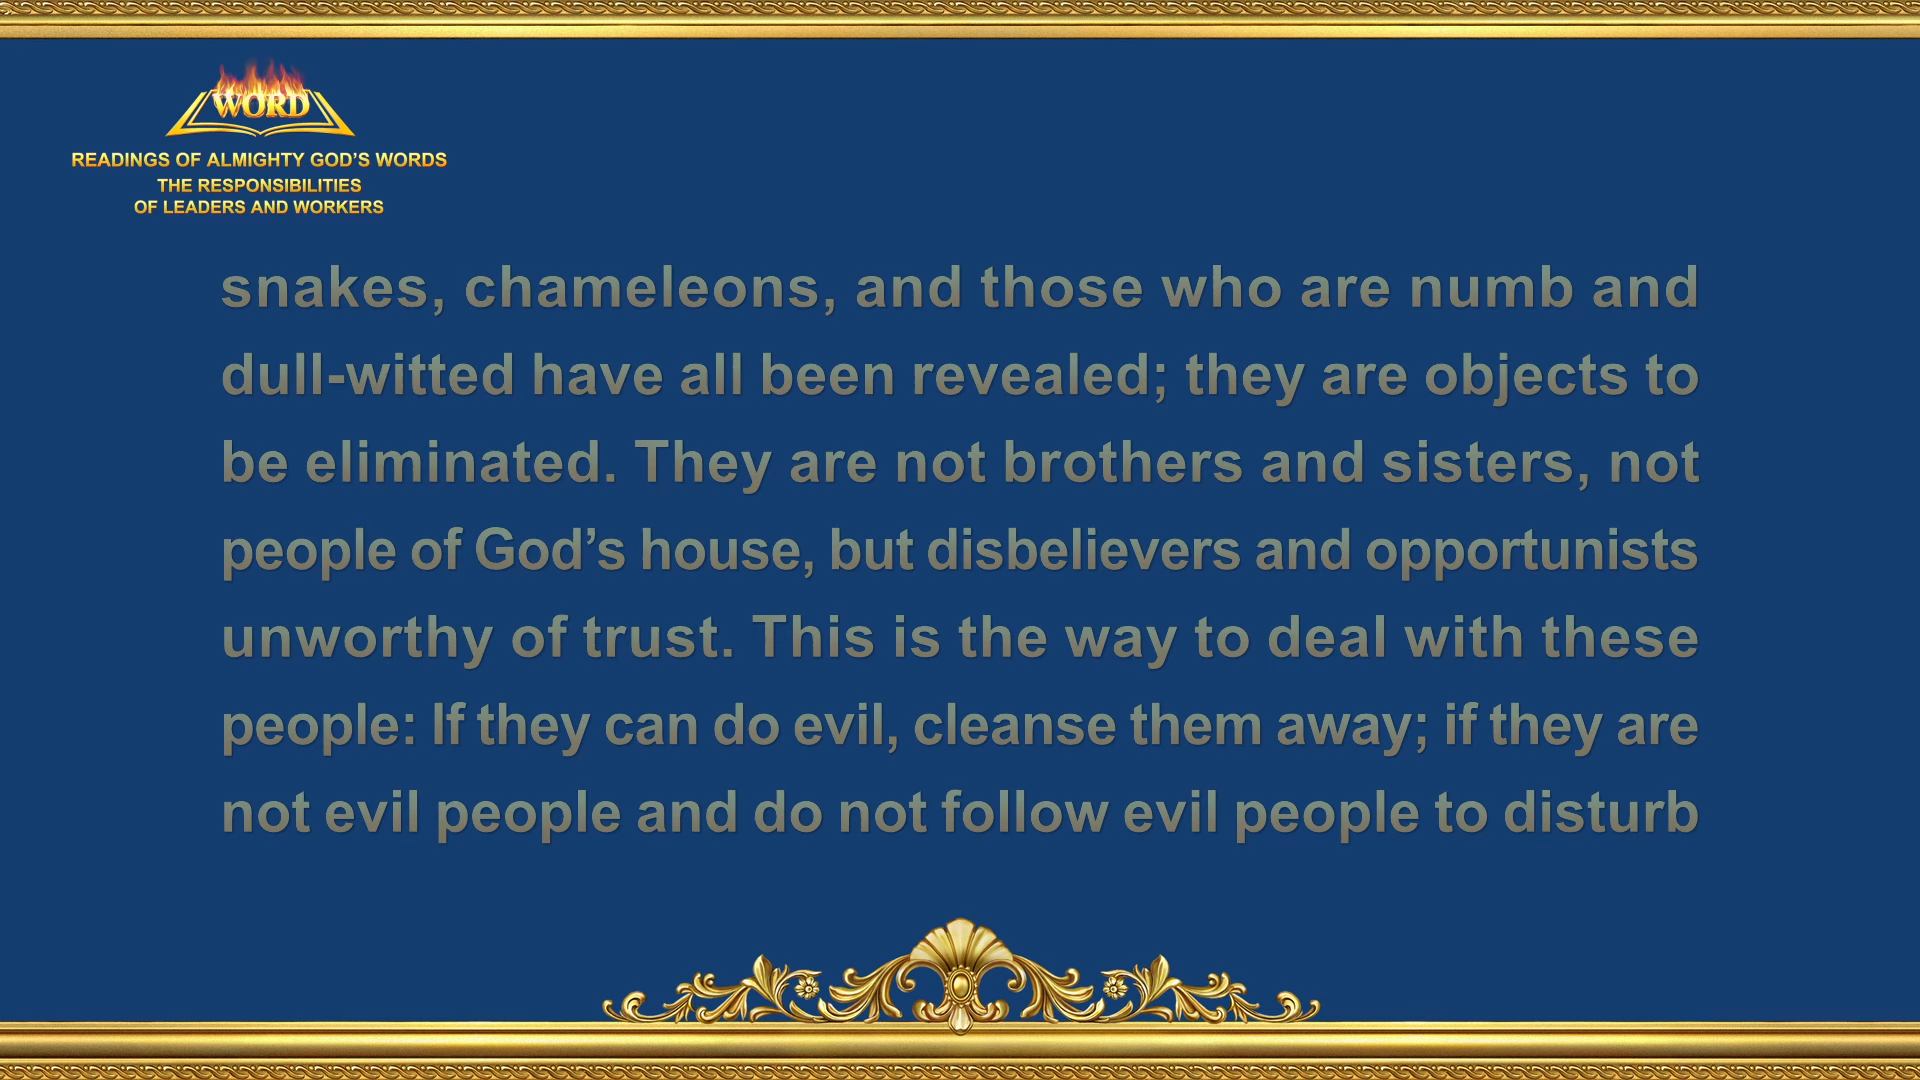 WORD
READINGS OF ALMIGHTY GOD’S WORDS
THE RESPONSIBILITIES
OF LEADERS AND WORKERS
snakes, chameleons, and those who are numb and
dull-witted have all been revealed; they are objects to
be eliminated. They are not brothers and sisters, not
people of God’s house, but disbelievers and opportunists
unworthy of trust. This is the way to deal with these
people: If they can do evil, cleanse them away; if they are
not evil people and do not follow evil people to disturb